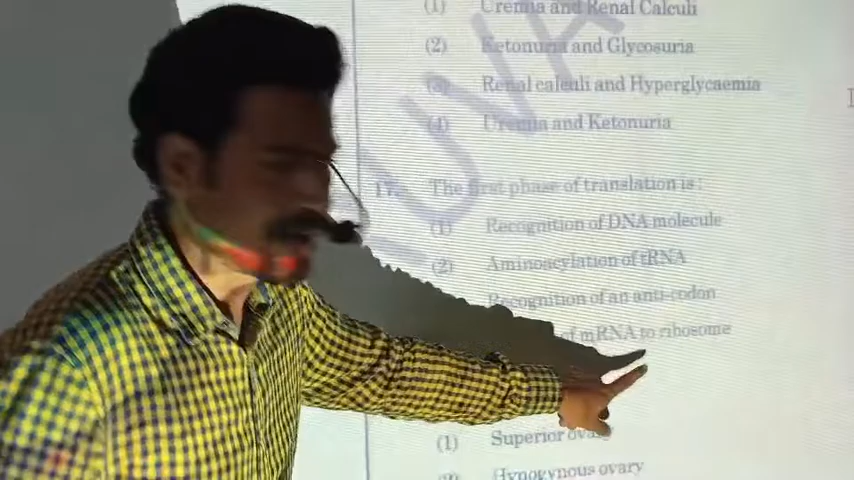 (1) Uremia and Renal Calculi
(2) Ketonuria and Glycosuria
(3) Renal calculi and Hyperglycaemia
(4) Uremia and Ketonuria
The first phase of translation is:
(1) Recognition of DNA molecule
(2) Aminoacylation of tRNA
Recognition of an anti-codon
of mRNA to ribosome
(1) Superior ovary
Hypogynous ovary